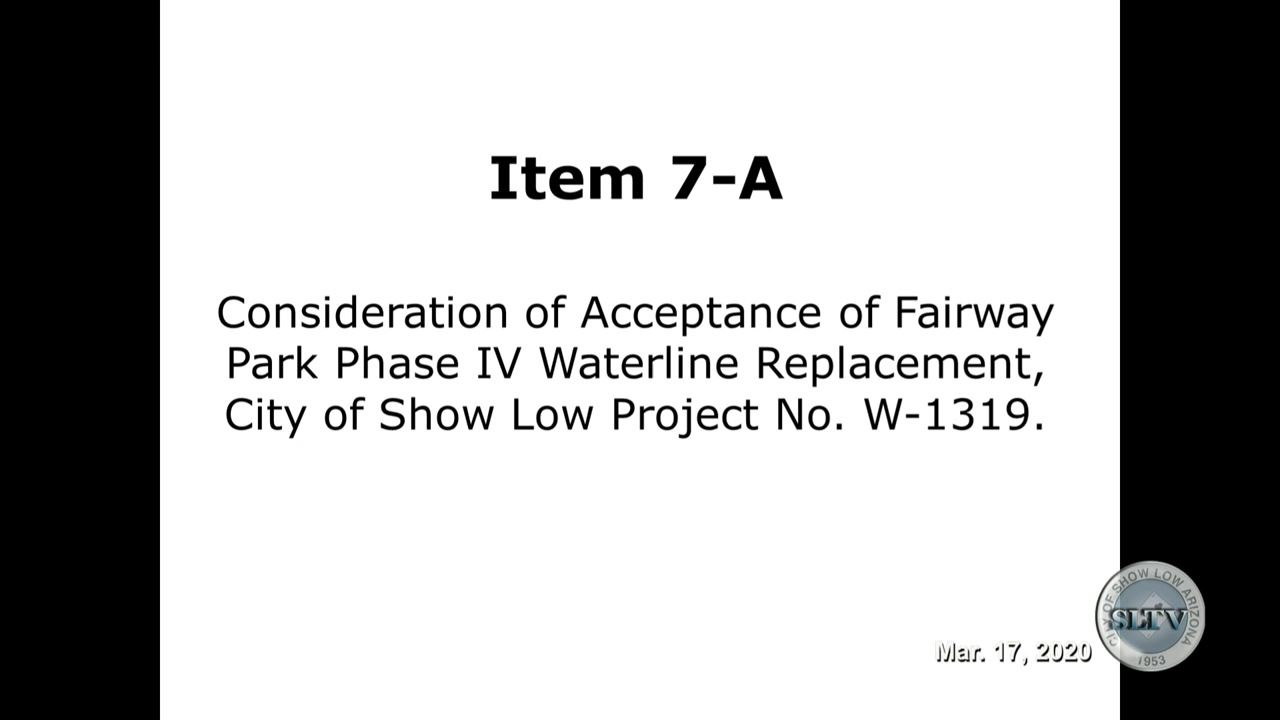 Item 7-A
Consideration of Acceptance of Fairway
Park Phase IV Waterline Replacement,
City of Show Low Project No. W-1319.
CITY OF SHOW LOW ARIZONA
SLTV
1953
Mar. 17, 2020